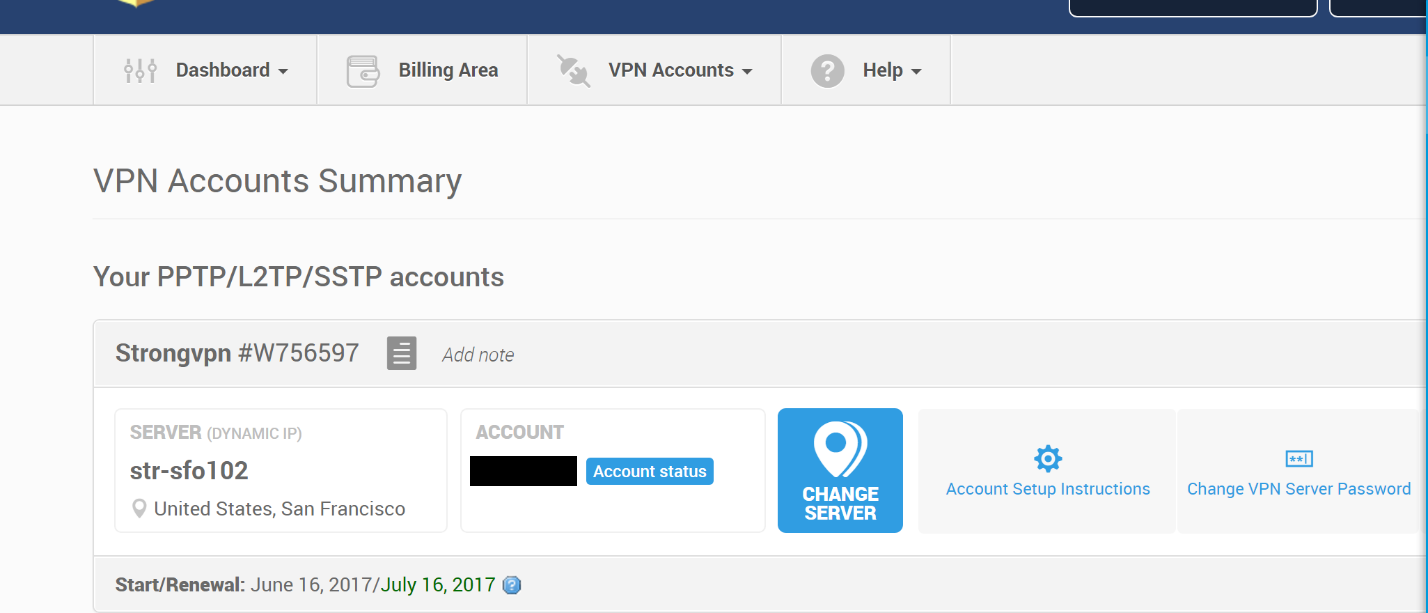 Dashboard
Billing Area
VPN Accounts
Help
VPN Accounts Summary
Your PPTP/L2TP/SSTP accounts
Strongvpn #W756597
Add note
SERVER (DYNAMIC IP)
str-sfo102
United States, San Francisco
ACCOUNT
Account status
CHANGE
SERVER
Account Setup Instructions
**
Change VPN Server Password
Start/Renewal: June 16, 2017/July 16, 2017